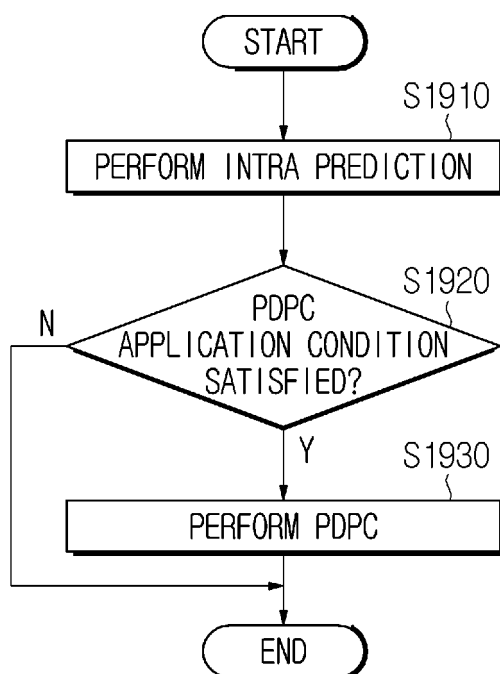 START
S1910
PERFORM INTRA PREDICTION
S1920
PDPC
APPLICATION CONDITION
SATISFIED?
N
Y
S1930
PERFORM PDPC
END